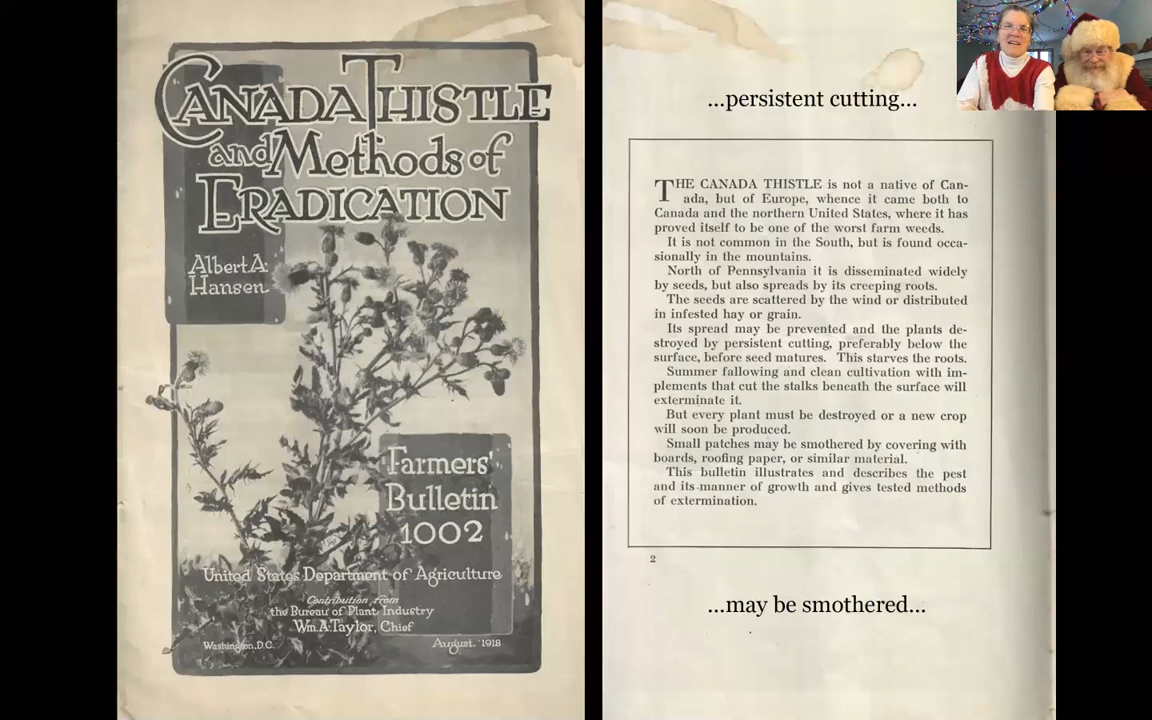 CANADA THISTLE
and Methods of
ERADICATION
Albert A.
Hansen
Farmers'
Bulletin
1002
United States Department of Agriculture
Contribution from
the Bureau of Plant Industry
Wm. A. Taylor, Chief
Washington, D.C.
August, 1918
...persistent cutting...
THE CANADA THISTLE is not a native of Can-
ada, but of Europe, whence it came both to
Canada and the northern United States, where it has
proved itself to be one of the worst farm weeds.
It is not common in the South, but is found occa-
sionally in the mountains.
North of Pennsylvania it is disseminated widely
by seeds, but also spreads by its creeping roots.
The seeds are scattered by the wind or distributed
in infested hay or grain.
Its spread may be prevented and the plants de-
stroyed by persistent cutting, preferably below the
surface, before seed matures. This starves the roots.
Summer fallowing and clean cultivation with im-
plements that cut the stalks beneath the surface will
exterminate it.
But every plant must be destroyed or a new crop
will soon be produced.
Small patches may be smothered by covering with
boards, roofing paper, or similar material.
This bulletin illustrates and describes the pest
and its manner of growth and gives tested methods
of extermination.
2
...may be smothered...